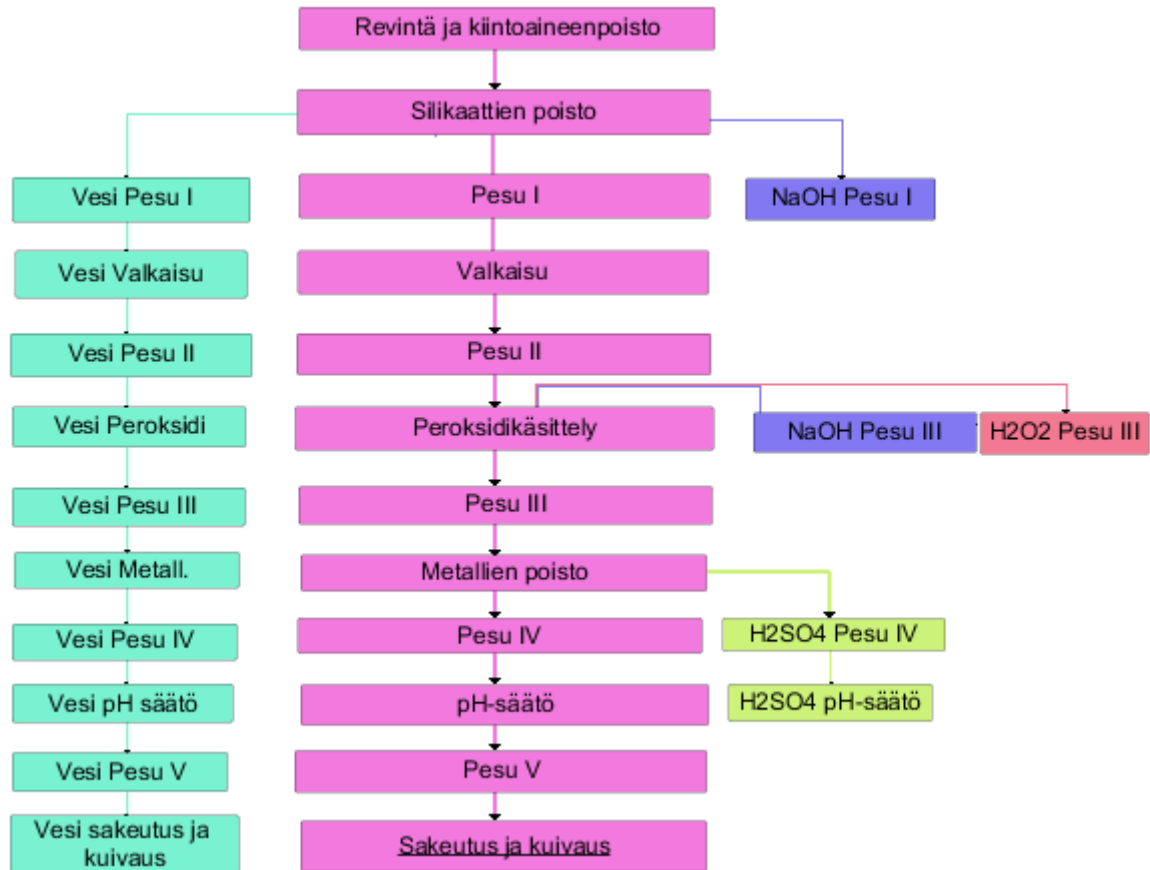 Revintä ja kiintoaineenpoisto
Silikaattien poisto
Vesi Pesu I
Pesu I
NaOH Pesu I
Vesi Valkaisu
Valkaisu
Vesi Pesu II
Pesu II
Vesi Peroksidi
Peroksidikäsittely
NaOH Pesu III
H2O2 Pesu III
Vesi Pesu III
Pesu III
Vesi Metall.
Metallien poisto
Vesi Pesu IV
Pesu IV
H2SO4 Pesu IV
Vesi pH säätö
pH-säätö
H2SO4 pH-säätö
Vesi Pesu V
Pesu V
Vesi sakeutus ja
kuivaus
Sakeutus ja kuivaus